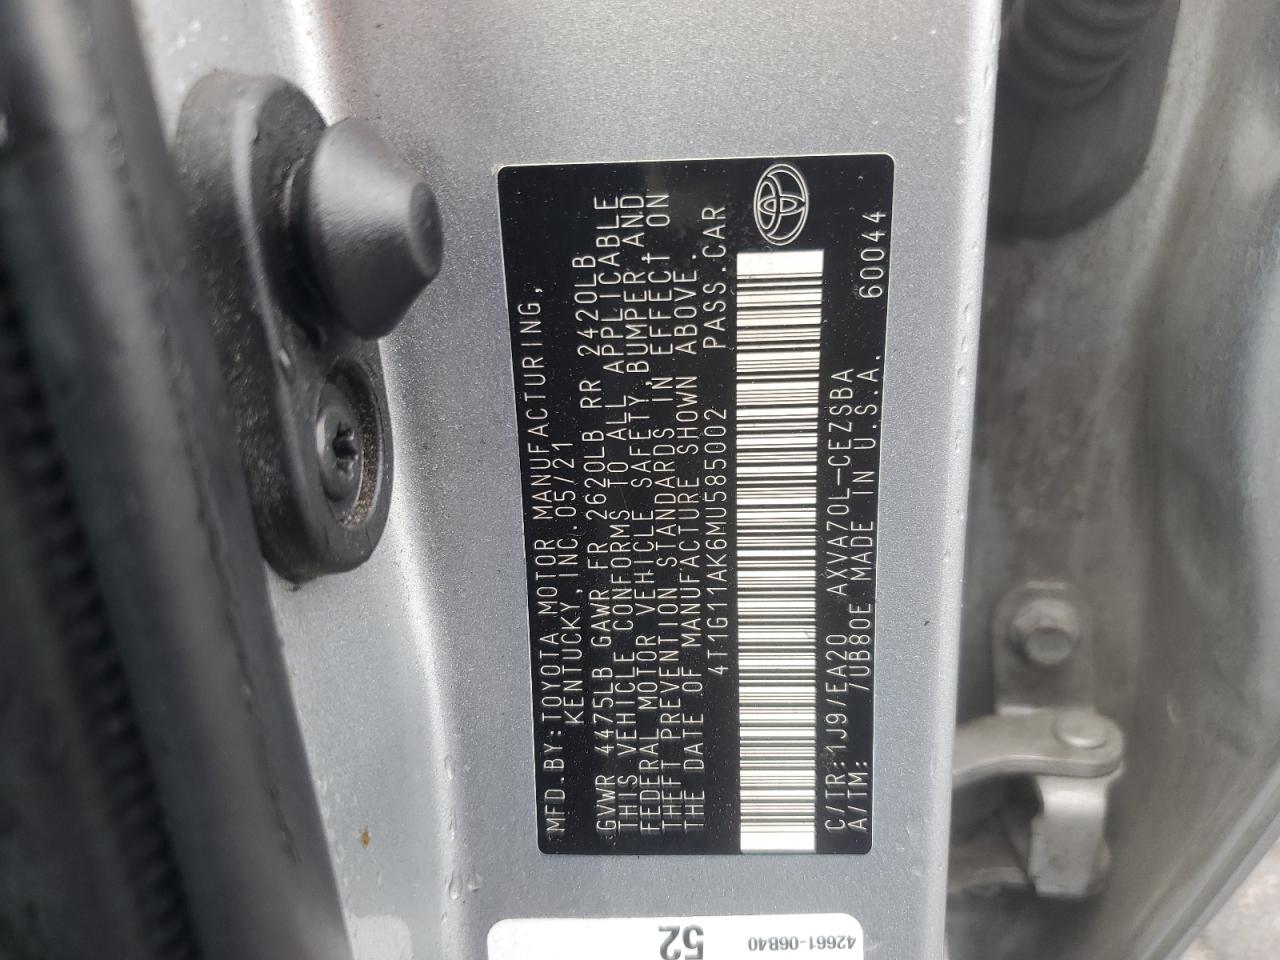 MFD.BY:TOYOTA MOTOR MANUFACTURING,
KENTUCKY,INC.05/21
GVWR 4475LB GAWR FR 2620LB RR 2420LB
THIS VEHICLE CONFORMS TO ALL APPLICABLE
FEDERAL MOTOR VEHICLE SAFETY,BUMPER,AND
THEFT PREVENTION STANDARDS IN EFFECT ON
THE DATE OF MANUFACTURE SHOWN ABOVE.
4T1G11AK6MU585002 PASS.CAR
C/TR:1J9/EA20 AXVA70L-CEZSBA
A/TM: /UB80E MADE IN U.S.A. 60044
52
42661-06B40